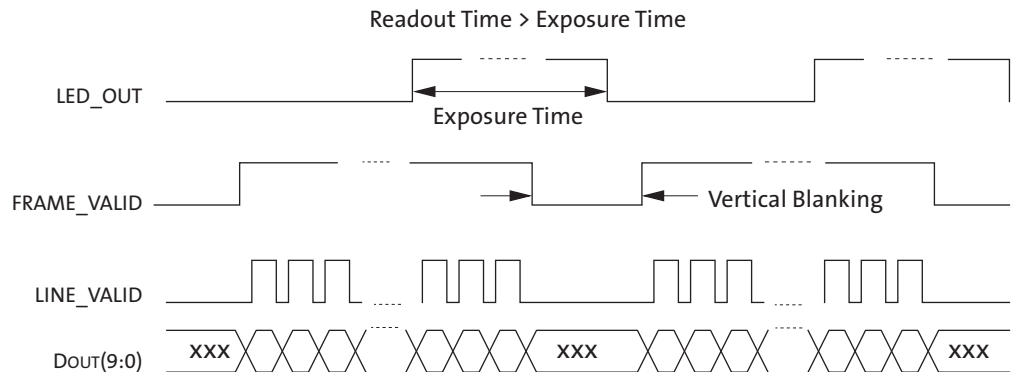 Readout Time > Exposure Time
LED_OUT
Exposure Time
FRAME_VALID
Vertical Blanking
LINE_VALID
DOUT(9:0)
XXX
XXX
XXX